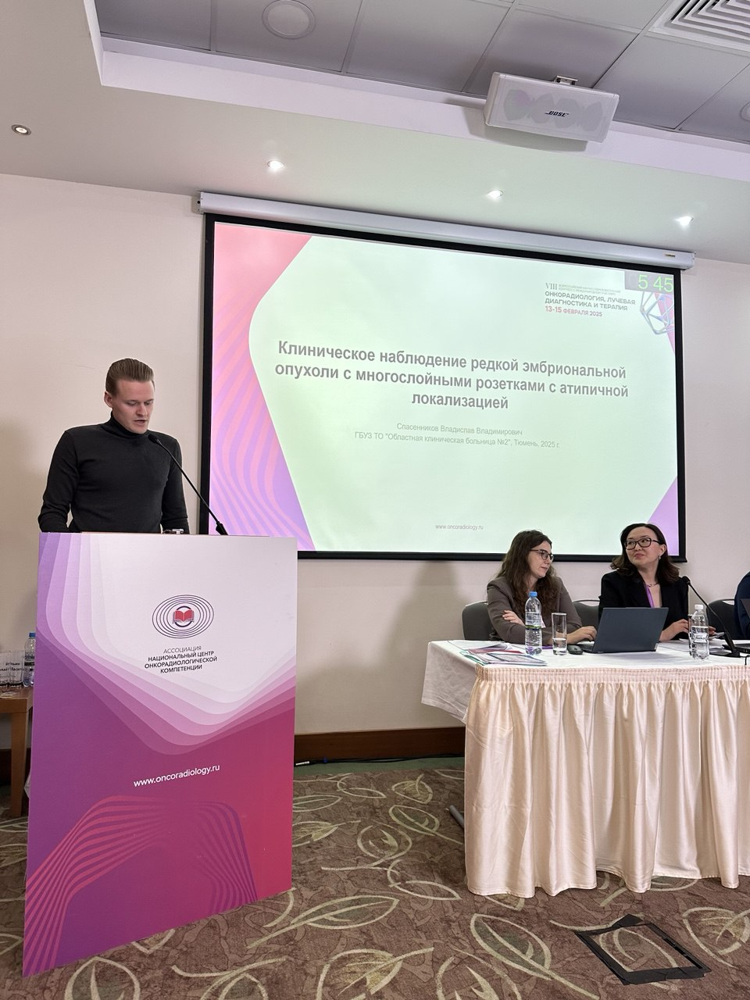 BOSE
5 45
VIII
ОНКОРАДИОЛОГИЯ, ЛУЧЕВАЯ
ДИАГНОСТИКА И ТЕРАПИЯ
13-15 ФЕВРАЛЯ 2025
Клиническое наблюдение редкой эмбриональной
опухоли с многослойными розетками с атипичной
локализацией
Спасенников Владислав Владимирович
ГБУЗ ТО "Областная клиническая больница №2", Тюмень, 2025 г.
www.oncoradiology.ru
АССОЦИАЦИЯ
НАЦИОНАЛЬНЫЙ ЦЕНТР
ОНКОРАДИОЛОГИЧЕСКОЙ
КОМПЕТЕНЦИИ
www.oncoradiology.ru